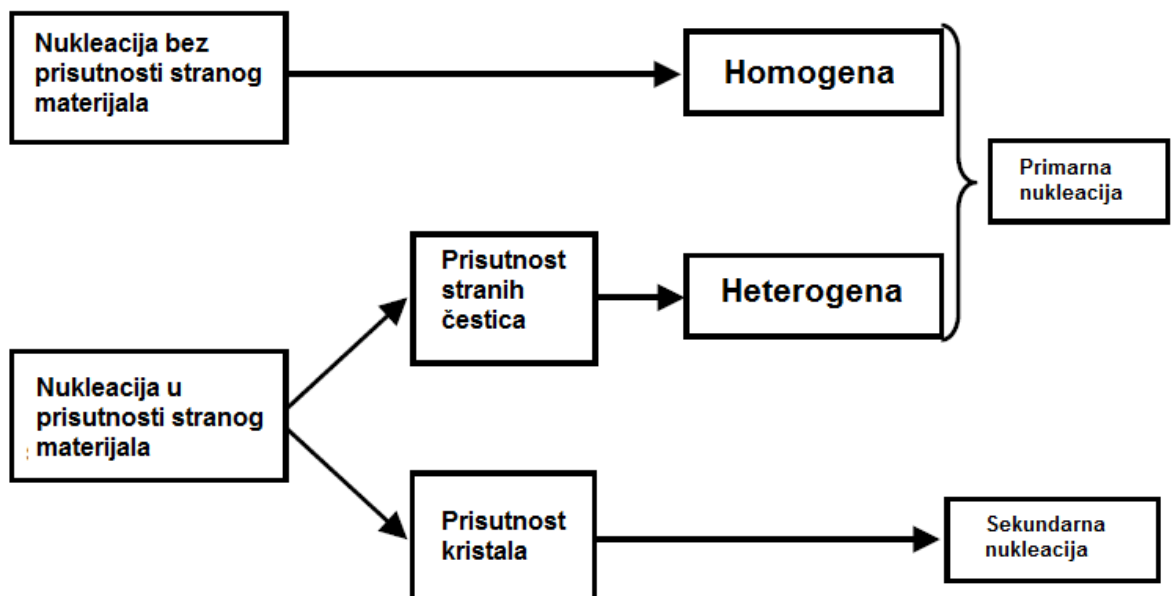 Nukleacija bez
prisutnosti stranog
materijala
Homogena
Primarna
nukleacija
Prisutnost
stranih
čestica
Heterogena
Nukleacija u
prisutnosti stranog
materijala
Prisutnost
kristala
Sekundarna
nukleacija